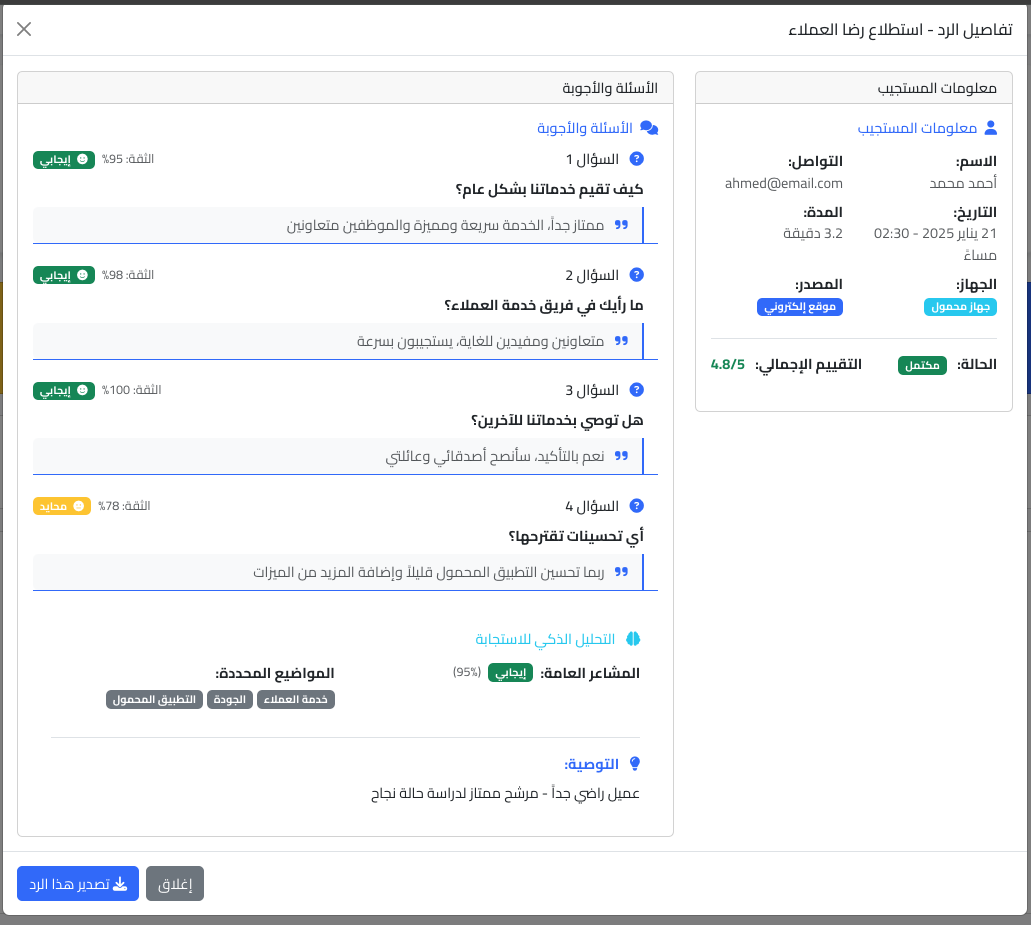 تفاصيل الرد - استطلاع رضا العملاء
معلومات المستجيب
معلومات المستجيب
الاسم:
أحمد محمد
التواصل:
ahmed@email.com
التاريخ:
21 يناير 2025 - 02:30
مساءً
المدة:
3.2 دقيقة
الجهاز:
جهاز محمول
المصدر:
موقع إلكتروني
الحالة: مكتمل
التقييم الإجمالي: 4.8/5
الأسئلة والأجوبة
الأسئلة والأجوبة
السؤال 1
الثقة: 95% إيجابي
كيف تقيم خدماتنا بشكل عام؟
ممتاز جداً، الخدمة سريعة ومميزة والموظفين متعاونين
السؤال 2
الثقة: 98% إيجابي
ما رأيك في فريق خدمة العملاء؟
متعاونين ومفيدين للغاية، يستجيبون بسرعة
السؤال 3
الثقة: 100% إيجابي
هل توصي بخدماتنا للآخرين؟
نعم بالتأكيد، سأنصح أصدقائي وعائلتي
السؤال 4
الثقة: 78% محايد
أي تحسينات تقترحها؟
ربما تحسين التطبيق المحمول قليلاً وإضافة المزيد من الميزات
التحليل الذكي للاستجابة
المشاعر العامة: إيجابي (95%)
المواضيع المحددة:
خدمة العملاء الجودة التطبيق المحمول
التوصية:
عميل راضي جداً - مرشح ممتاز لدراسة حالة نجاح
إغلاق
تصدير هذا الرد